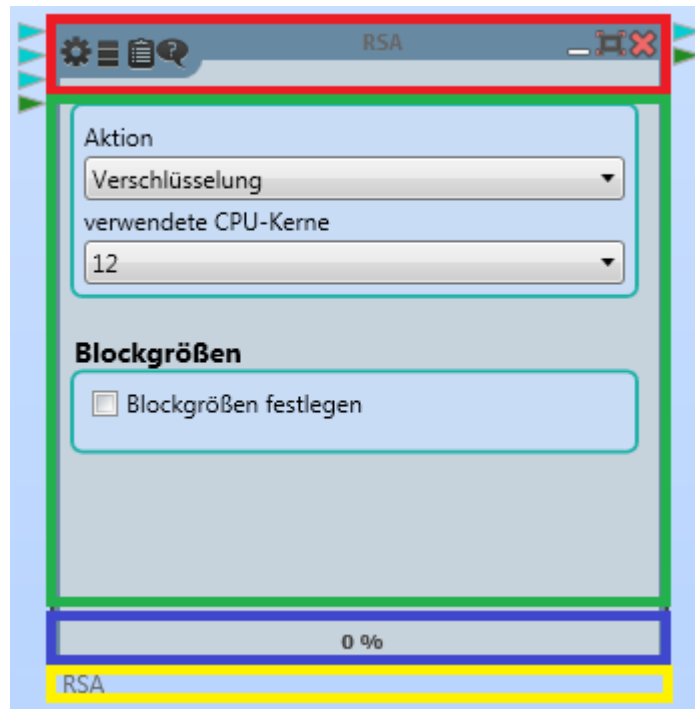 RSA
Aktion
Verschlüsselung
verwendete CPU-Kerne
12
Blockgrößen
Blockgrößen festlegen
0 %
RSA